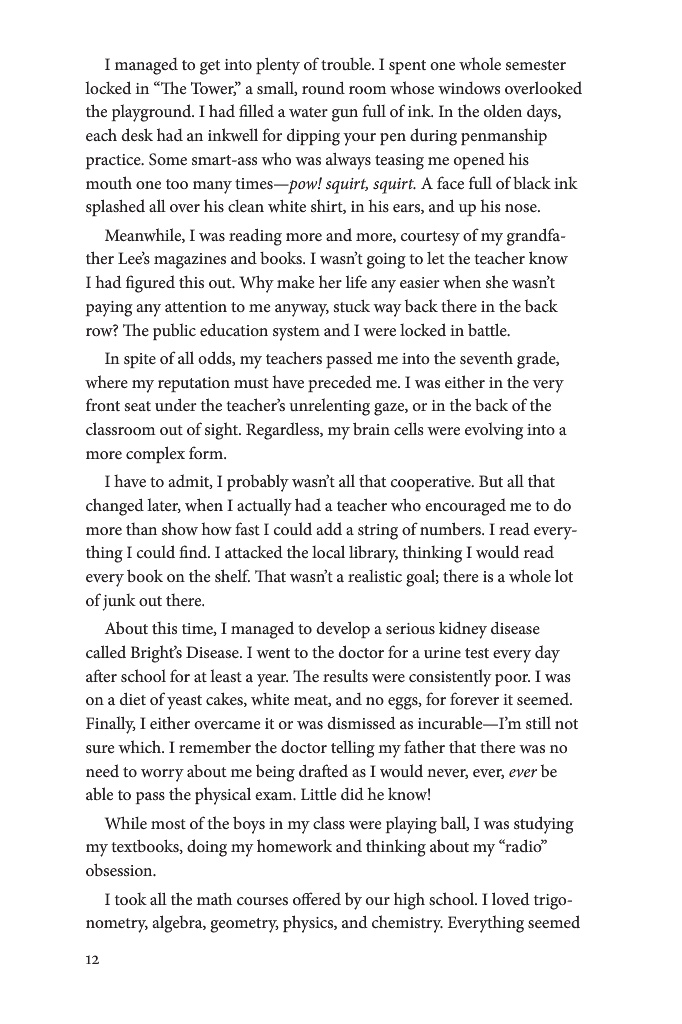 I managed to get into plenty of trouble. I spent one whole semester
locked in “The Tower,” a small, round room whose windows overlooked
the playground. I had filled a water gun full of ink. In the olden days,
each desk had an inkwell for dipping your pen during penmanship
practice. Some smart-ass who was always teasing me opened his
mouth one too many times—pow! squirt, squirt. A face full of black ink
splashed all over his clean white shirt, in his ears, and up his nose.
Meanwhile, I was reading more and more, courtesy of my grandfa-
ther Lee’s magazines and books. I wasn’t going to let the teacher know
I had figured this out. Why make her life any easier when she wasn’t
paying any attention to me anyway, stuck way back there in the back
row? The public education system and I were locked in battle.
In spite of all odds, my teachers passed me into the seventh grade,
where my reputation must have preceded me. I was either in the very
front seat under the teacher’s unrelenting gaze, or in the back of the
classroom out of sight. Regardless, my brain cells were evolving into a
more complex form.
I have to admit, I probably wasn’t all that cooperative. But all that
changed later, when I actually had a teacher who encouraged me to do
more than show how fast I could add a string of numbers. I read every-
thing I could find. I attacked the local library, thinking I would read
every book on the shelf. That wasn’t a realistic goal; there is a whole lot
of junk out there.
About this time, I managed to develop a serious kidney disease
called Bright’s Disease. I went to the doctor for a urine test every day
after school for at least a year. The results were consistently poor. I was
on a diet of yeast cakes, white meat, and no eggs, for forever it seemed.
Finally, I either overcame it or was dismissed as incurable—I’m still not
sure which. I remember the doctor telling my father that there was no
need to worry about me being drafted as I would never, ever, ever be
able to pass the physical exam. Little did he know!
While most of the boys in my class were playing ball, I was studying
my textbooks, doing my homework and thinking about my “radio”
obsession.
I took all the math courses offered by our high school. I loved trigo-
nometry, algebra, geometry, physics, and chemistry. Everything seemed
12